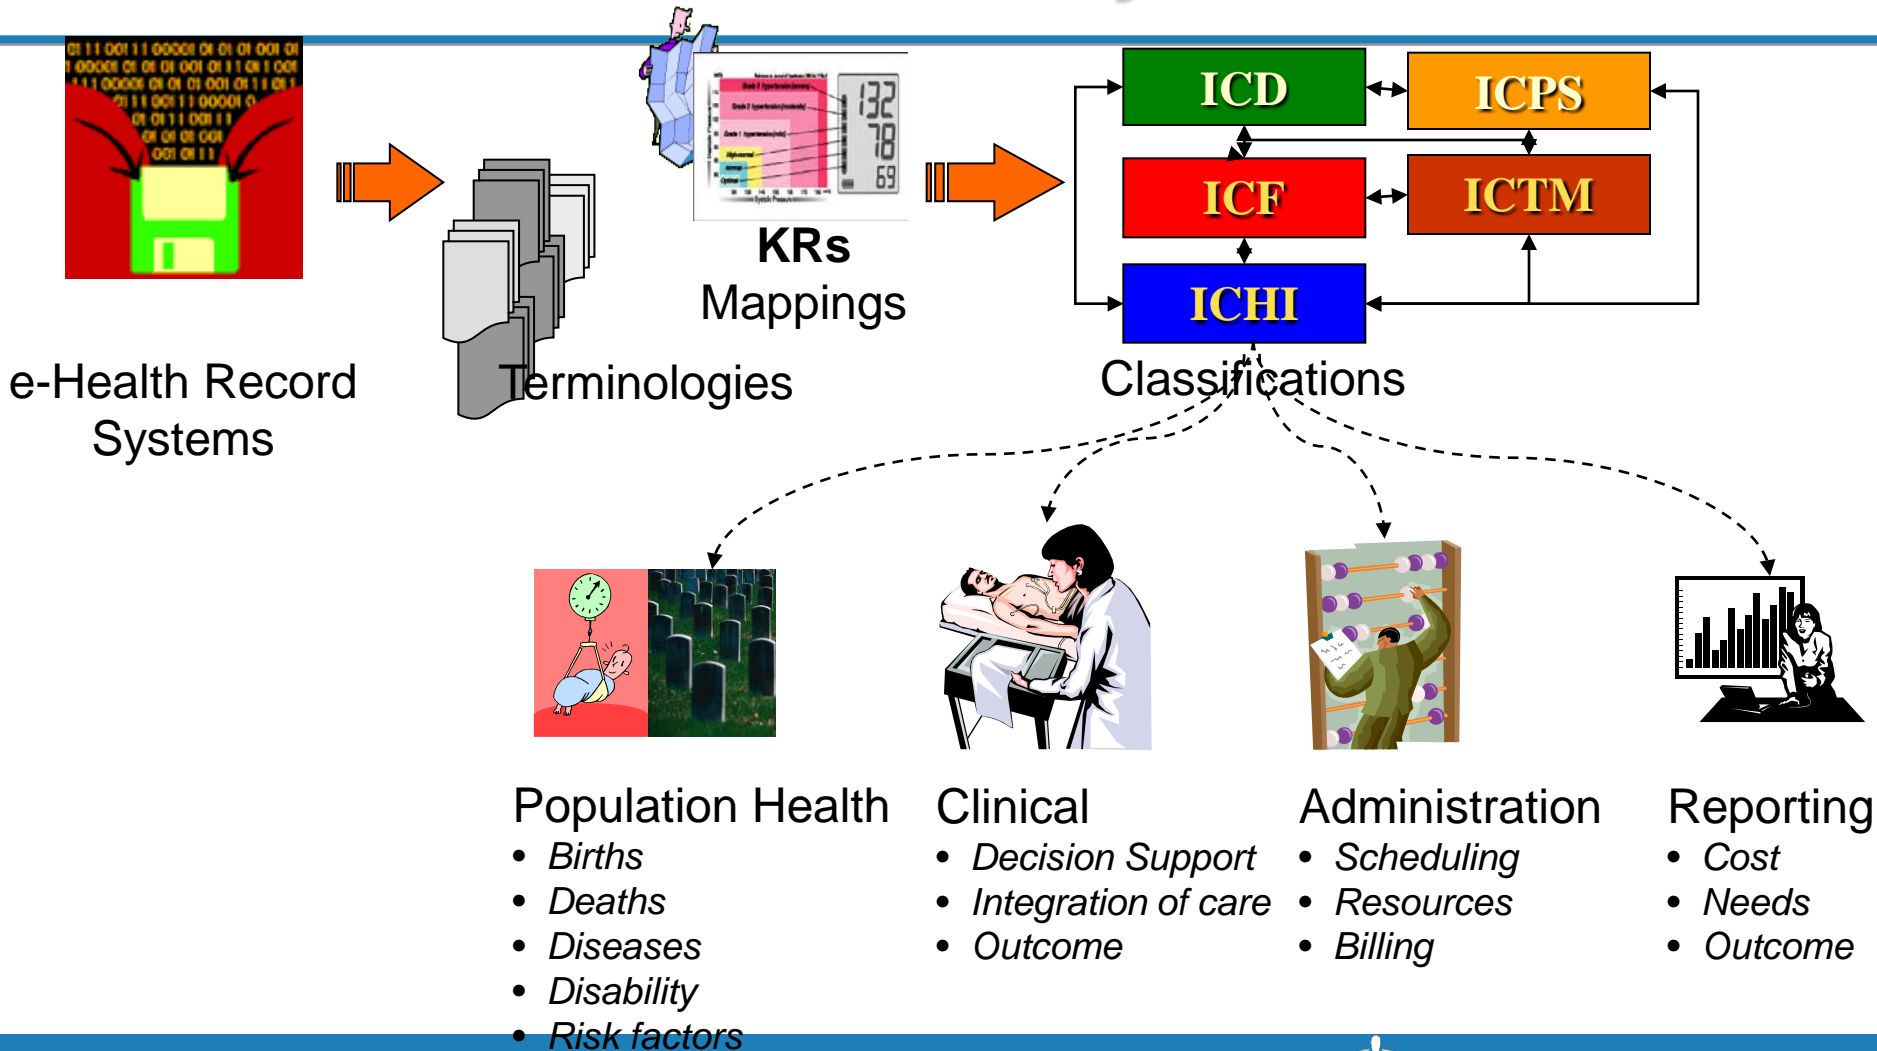 ICD
ICPS
132
78
69
ICF
ICTM
KRs
Mappings
ICHI
e-Health Record
Systems
Terminologies
Classifications
Population Health
• Births
• Deaths
• Diseases
• Disability
• Risk factors
Clinical
• Decision Support
• Integration of care
• Outcome
Administration
• Scheduling
• Resources
• Billing
Reporting
• Cost
• Needs
• Outcome